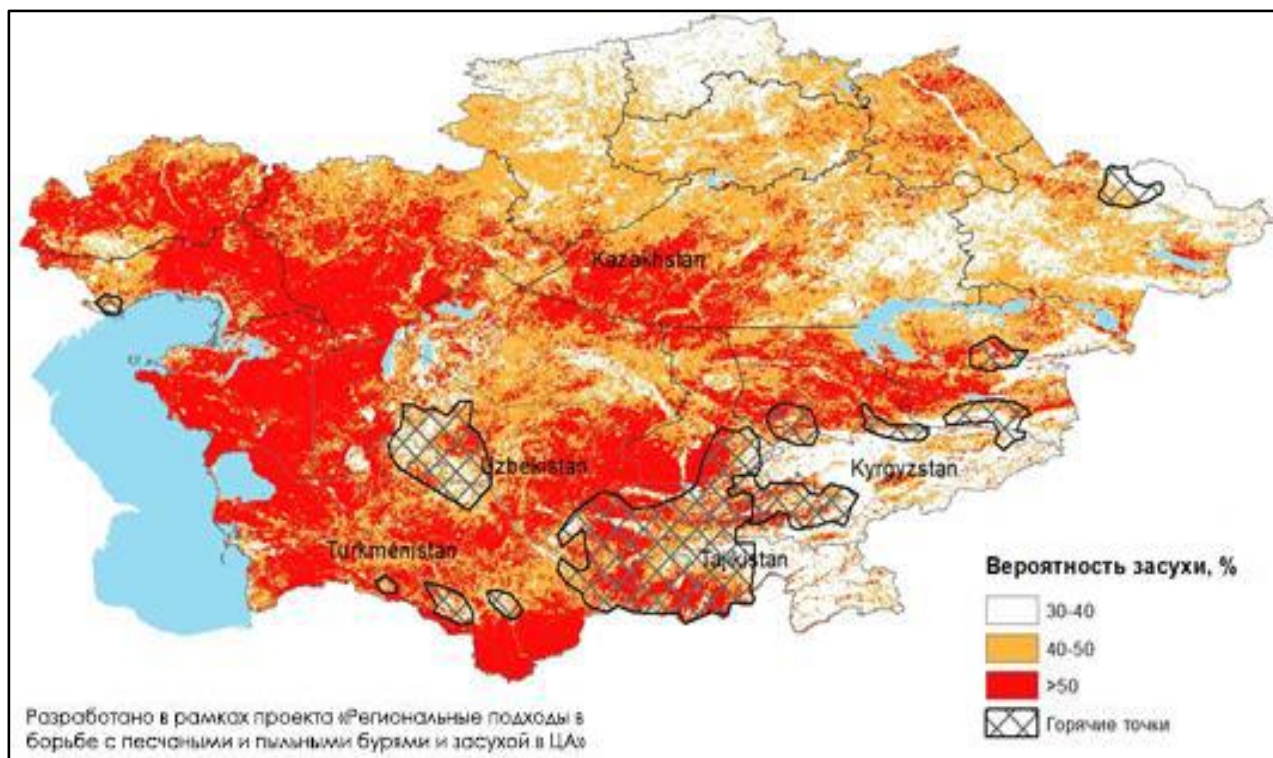 Kazakhstan
Uzbekistan
Kyrgyzstan
Turkmenistan
Tajikistan
Вероятность засухи, %
30-40
40-50
>50
Горячие точки
Разработано в рамках проекта «Региональные подходы в
борьбе с песчаными и пыльными бурями и засухой в ЦА»